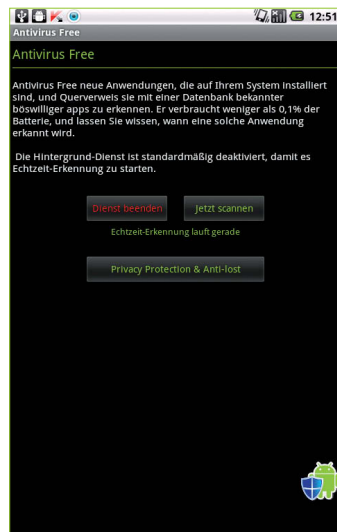 12:51
Antivirus Free
Antivirus Free
Antivirus Free neue Anwendungen, die auf Ihrem System installiert
sind, und Querverweis sie mit einer Datenbank bekannter
böswilliger apps zu erkennen. Er verbraucht weniger als 0,1% der
Batterie, und lassen Sie wissen, wann eine solche Anwendung
erkannt wird.
Die Hintergrund-Dienst ist standardmäßig deaktiviert, damit es
Echtzeit-Erkennung zu starten.
Dienst beenden Jetzt scannen
Echtzeit-Erkennung lauft gerade
Privacy Protection & Anti-lost